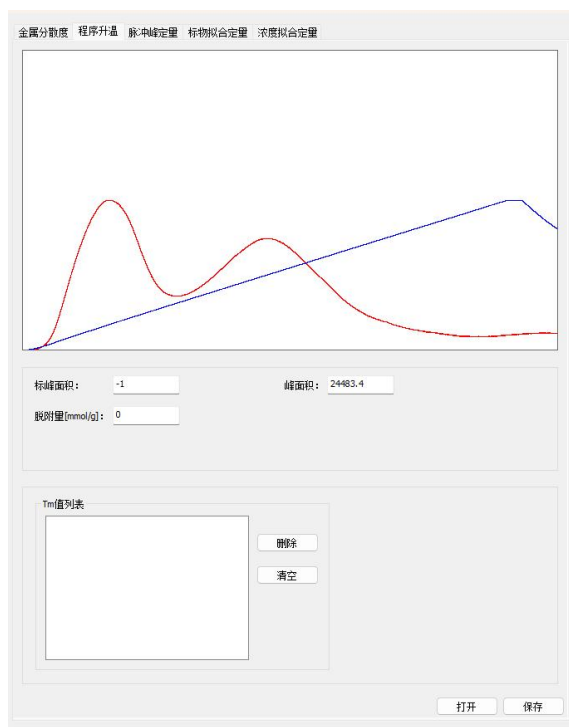 金属分散度 程序升温 脉冲峰定量 标物拟合定量 浓度拟合定量
标峰面积： -1 峰面积： 24483.4
脱附量[mmol/g]： 0
Tm值列表
删除
清空
打开 保存